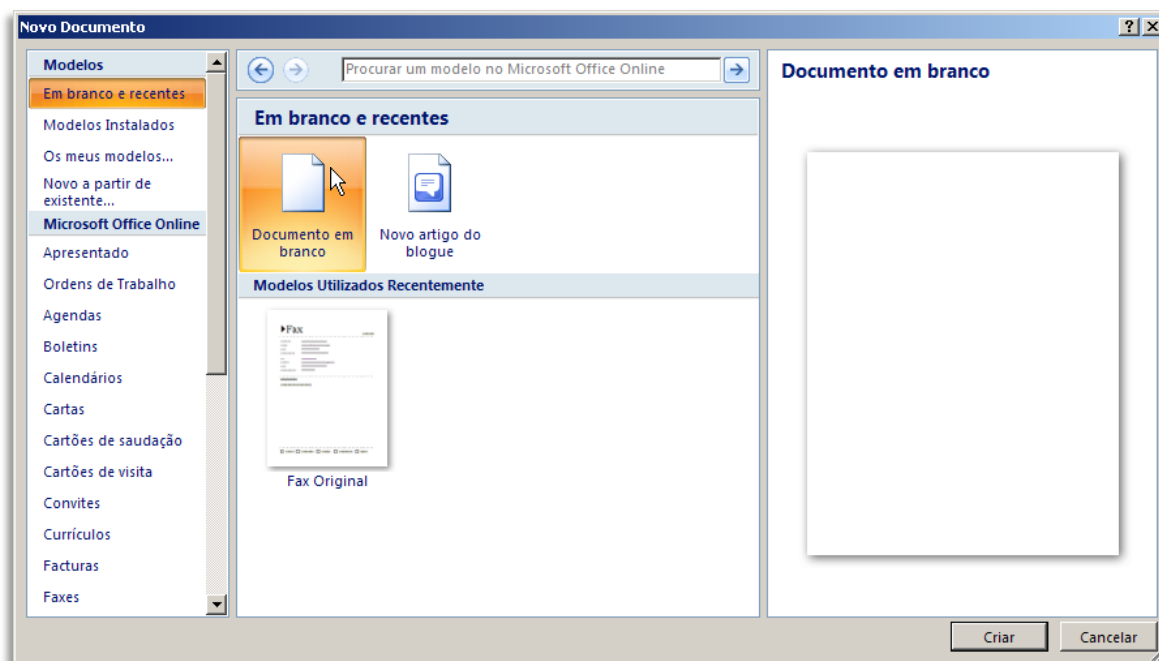 Novo Documento
Modelos
Em branco e recentes
Modelos Instalados
Os meus modelos...
Novo a partir de
existente...
Microsoft Office Online
Apresentado
Ordens de Trabalho
Agendas
Boletins
Calendários
Cartas
Cartões de saudação
Cartões de visita
Convites
Currículos
Facturas
Faxes
Procurar um modelo no Microsoft Office Online
Em branco e recentes
Documento em
branco
Novo artigo do
blogue
Modelos Utilizados Recentemente
Fax
Fax Original
Documento em branco
Criar
Cancelar